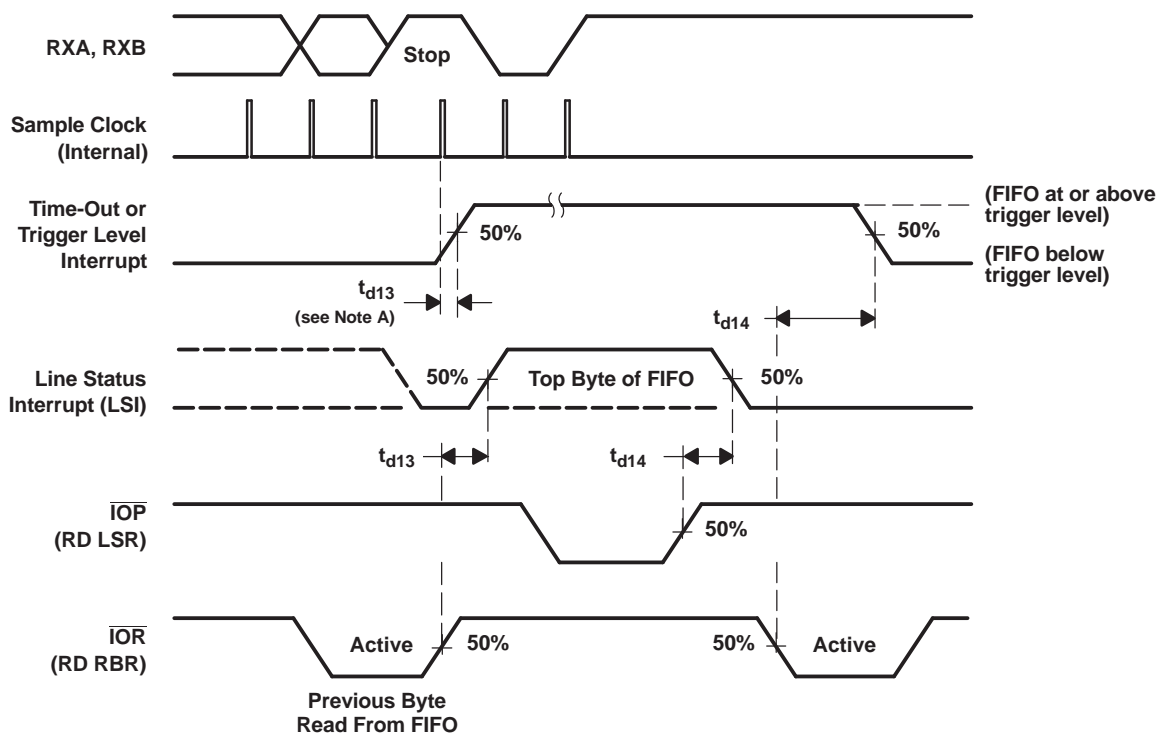 RXA, RXB
Stop
Sample Clock
(Internal)
Time-Out or
Trigger Level
Interrupt
50%
50%
(FIFO at or above
trigger level)
(FIFO below
trigger level)
td13
(see Note A)
td14
Line Status
Interrupt (LSI)
50%
Top Byte of FIFO
50%
td13
td14
IOP
(RD LSR)
50%
IOR
(RD RBR)
Active
50%
50%
Active
Previous Byte
Read From FIFO